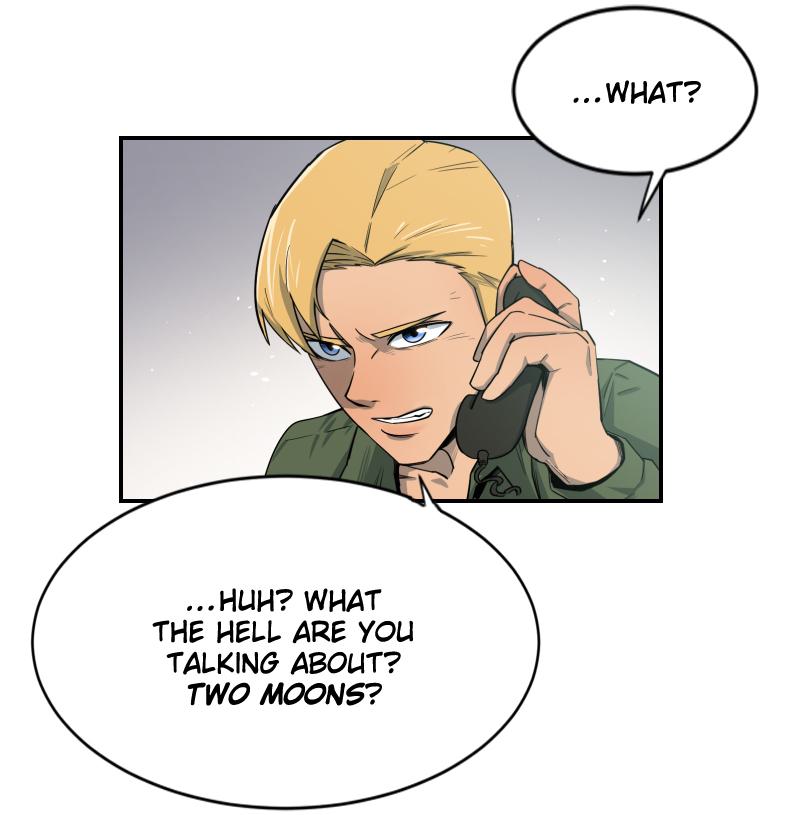 ...WHAT?
...HUH? WHAT
THE HELL ARE YOU
TALKING ABOUT?
TWO MOONS?